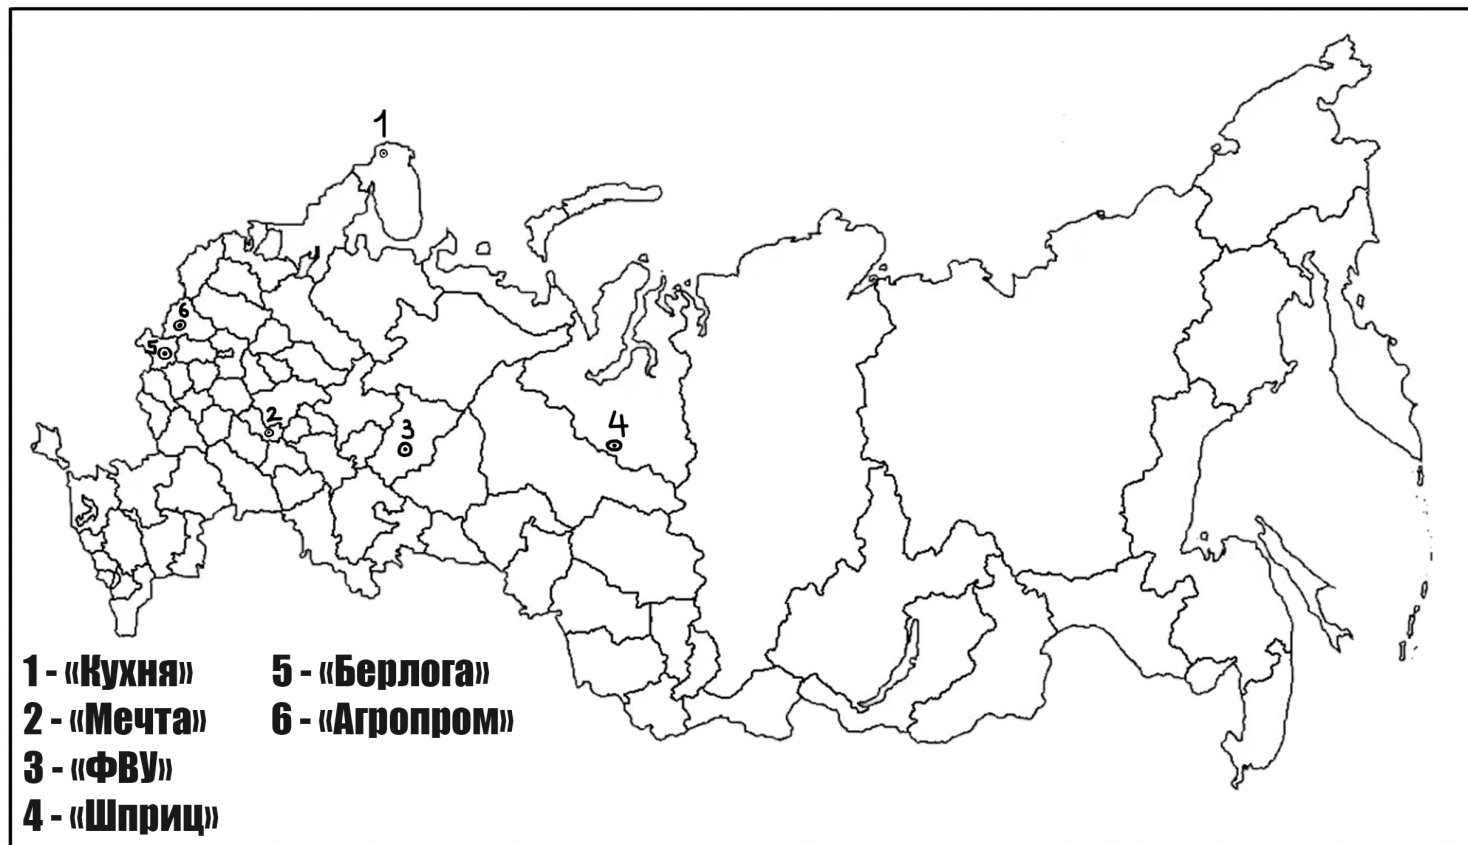 1
6
5
2
3
4
1 - «Кухня»
2 - «Мечта»
3 - «ФВУ»
4 - «Шприц»
5 - «Берлога»
6 - «Агропром»